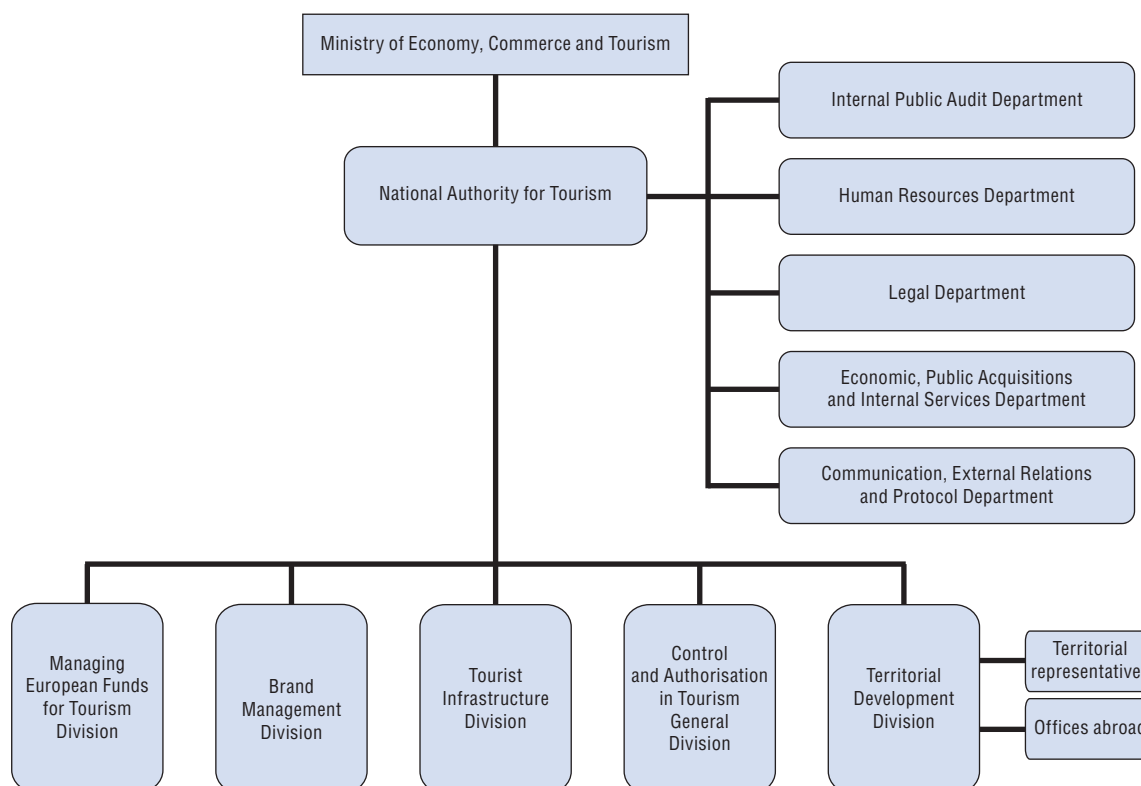 Ministry of Economy, Commerce and Tourism
Internal Public Audit Department
National Authority for Tourism
Human Resources Department
Legal Department
Economic, Public Acquisitions
and Internal Services Department
Communication, External Relations
and Protocol Department
Managing
European Funds
for Tourism
Division
Brand
Management
Division
Tourist
Infrastructure
Division
Control
and Authorisation
in Tourism
General
Division
Territorial
Development
Division
Territorial
representative
Offices abroad